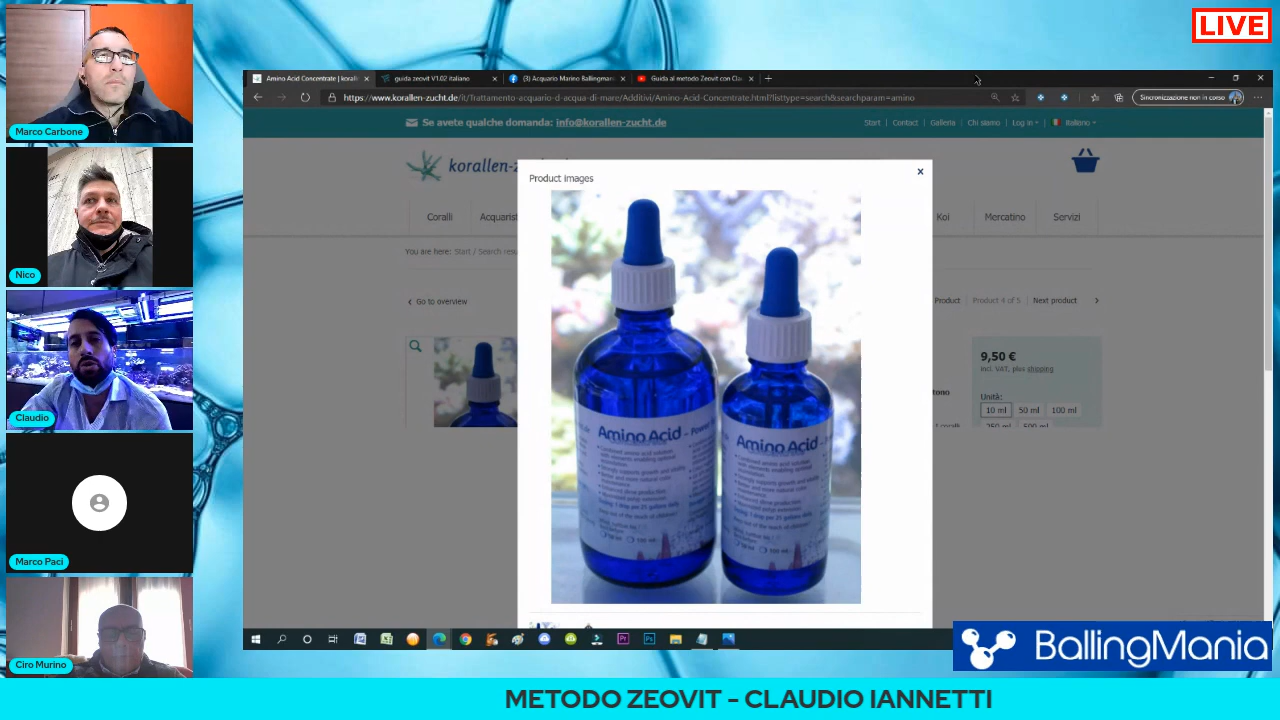 LIVE
Marco Carbone
Nico
Claudio
Marco Paci
Ciro Murino
Amino Acid Concentrate | korall
guida zeovit V1.02 italiano
(3) Acquario Marino Ballingmani
Guida al metodo Zeovit con Cla
https://www.korallen-zucht.de/it/Trattamento-acquario-d-acqua-di-mare/Additivi/Amino-Acid-Concentrate.html?listtype=search&searchparam=amino
Sincronizzazione non in corso
Se avete qualche domanda: info@korallen-zucht.de
Start
Contact
Galleria
Chi siamo
Log in
Italiano
korallen-z
Coralli
Acquarist
Koi
Mercatino
Servizi
You are here: Start / Search resu
Go to overview
Product
Product 4 of 5
Next product
Product images
Amino Acid
Amino Acid
9,50 €
incl. VAT, plus shipping
Unità:
10 ml
50 ml
100 ml
250 ml
500 ml
BallingMania
METODO ZEOVIT - CLAUDIO IANNETTI